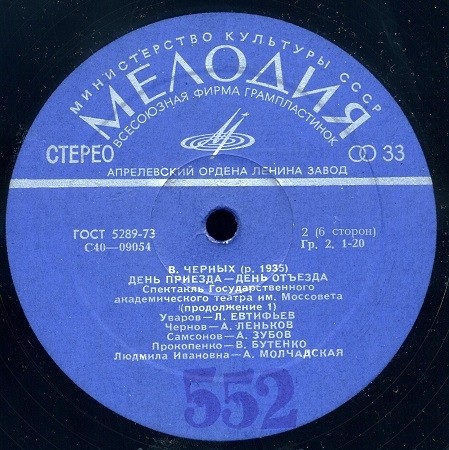 МИНИСТЕРСТВО КУЛЬТУРЫ СССР
МЕЛОДИЯ
ВСЕСОЮЗНАЯ ФИРМА ГРАМПЛАСТИНОК
СТЕРЕО
33
АПРЕЛЕВСКИЙ ОРДЕНА ЛЕНИНА ЗАВОД
ГОСТ 5289-73
С40—09054
2 (6 сторон)
Гр. 2. 1-20
В. ЧЕРНЫХ (р. 1935)
ДЕНЬ ПРИЕЗДА—ДЕНЬ ОТЪЕЗДА
Спектакль Государственного
академического театра им. Моссовета
(продолжение 1)
Уваров—Л. ЕВТИФЬЕВ
Чернов—А. ЛЕНЬКОВ
Самсонов—А. ЗУБОВ
Прокопенко—В. БУТЕНКО
Людмила Ивановна—А. МОЛЧАДСКАЯ
552